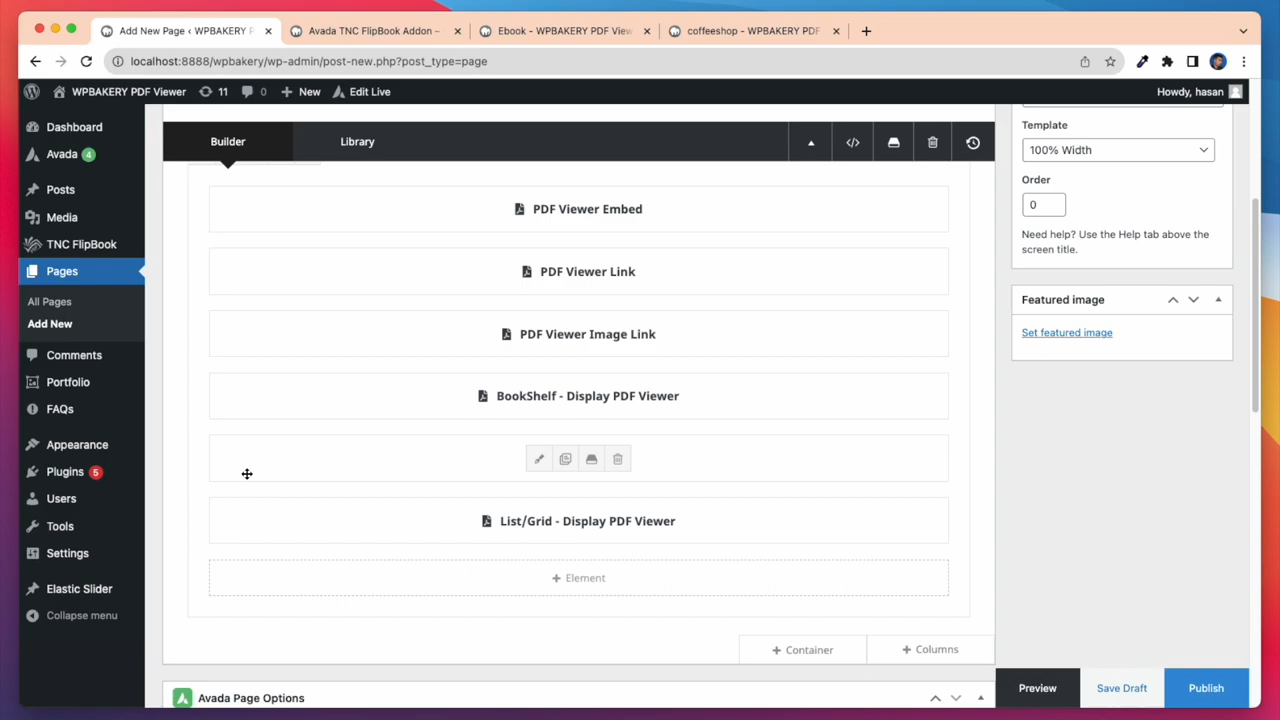 Add New Page ‹ WPBAKERY P
Avada TNC FlipBook Addon –
Ebook - WPBAKERY PDF View
coffeeshop - WPBAKERY PDF
localhost:8888/wpbakery/wp-admin/post-new.php?post_type=page
WPBAKERY PDF Viewer
11
0
New
Edit Live
Howdy, hasan
Dashboard
Avada 4
Posts
Media
TNC FlipBook
Pages
All Pages
Add New
Comments
Portfolio
FAQs
Appearance
Plugins 5
Users
Tools
Settings
Elastic Slider
Collapse menu
Builder
Library
PDF Viewer Embed
PDF Viewer Link
PDF Viewer Image Link
BookShelf - Display PDF Viewer
List/Grid - Display PDF Viewer
+ Element
+ Container
+ Columns
Avada Page Options
Template
100% Width
Order
0
Need help? Use the Help tab above the
screen title.
Featured image
Set featured image
Preview
Save Draft
Publish